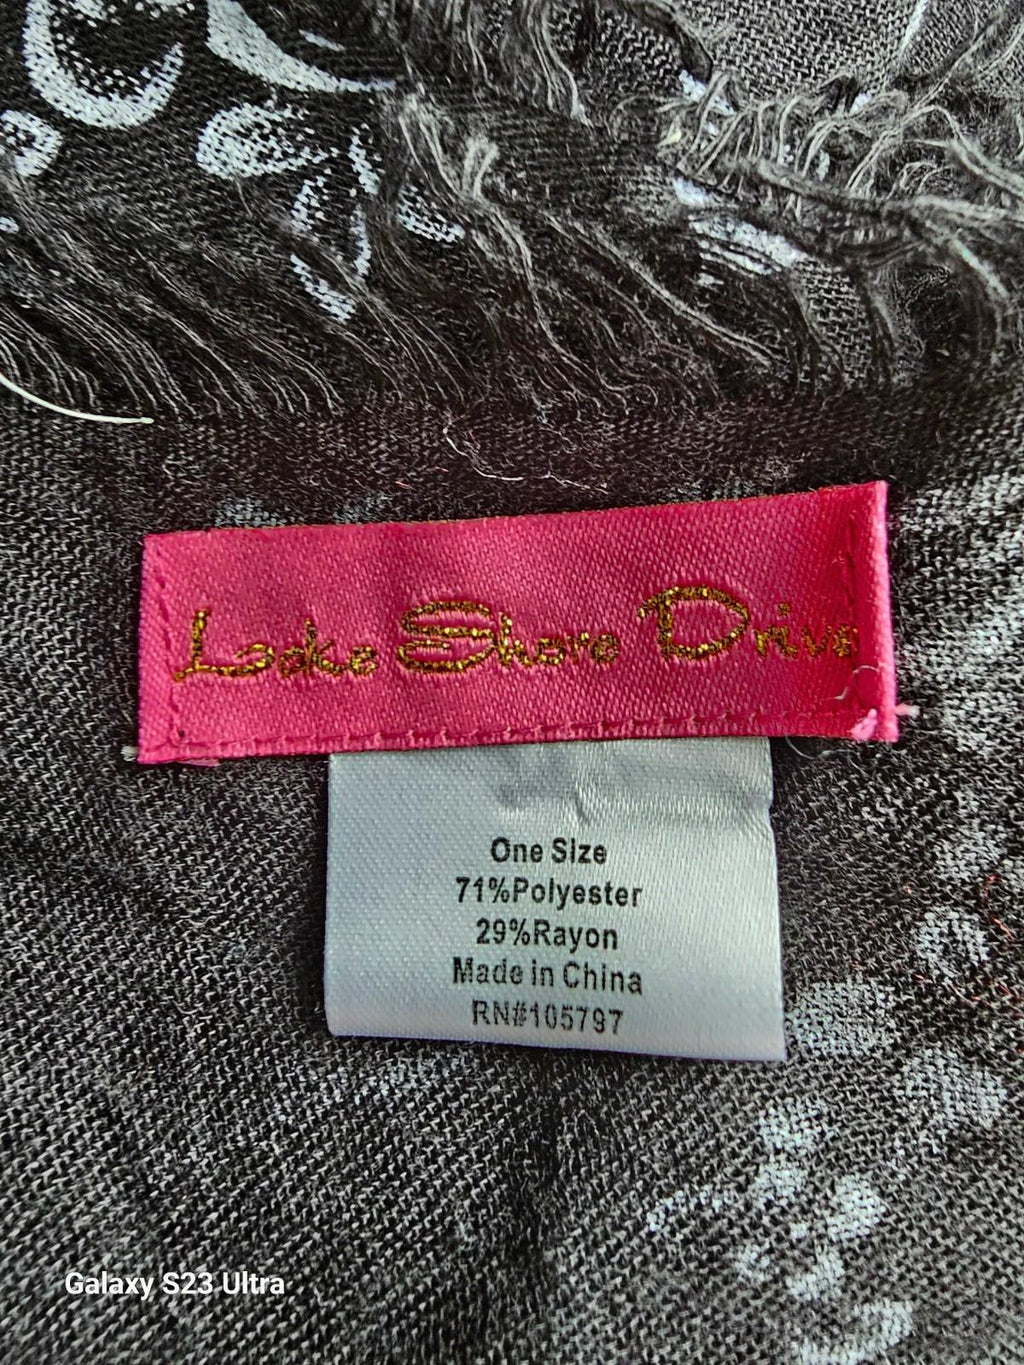 Lake Shore Drive
One Size
71%Polyester
29%Rayon
Made in China
RN#105797
Galaxy S23 Ultra